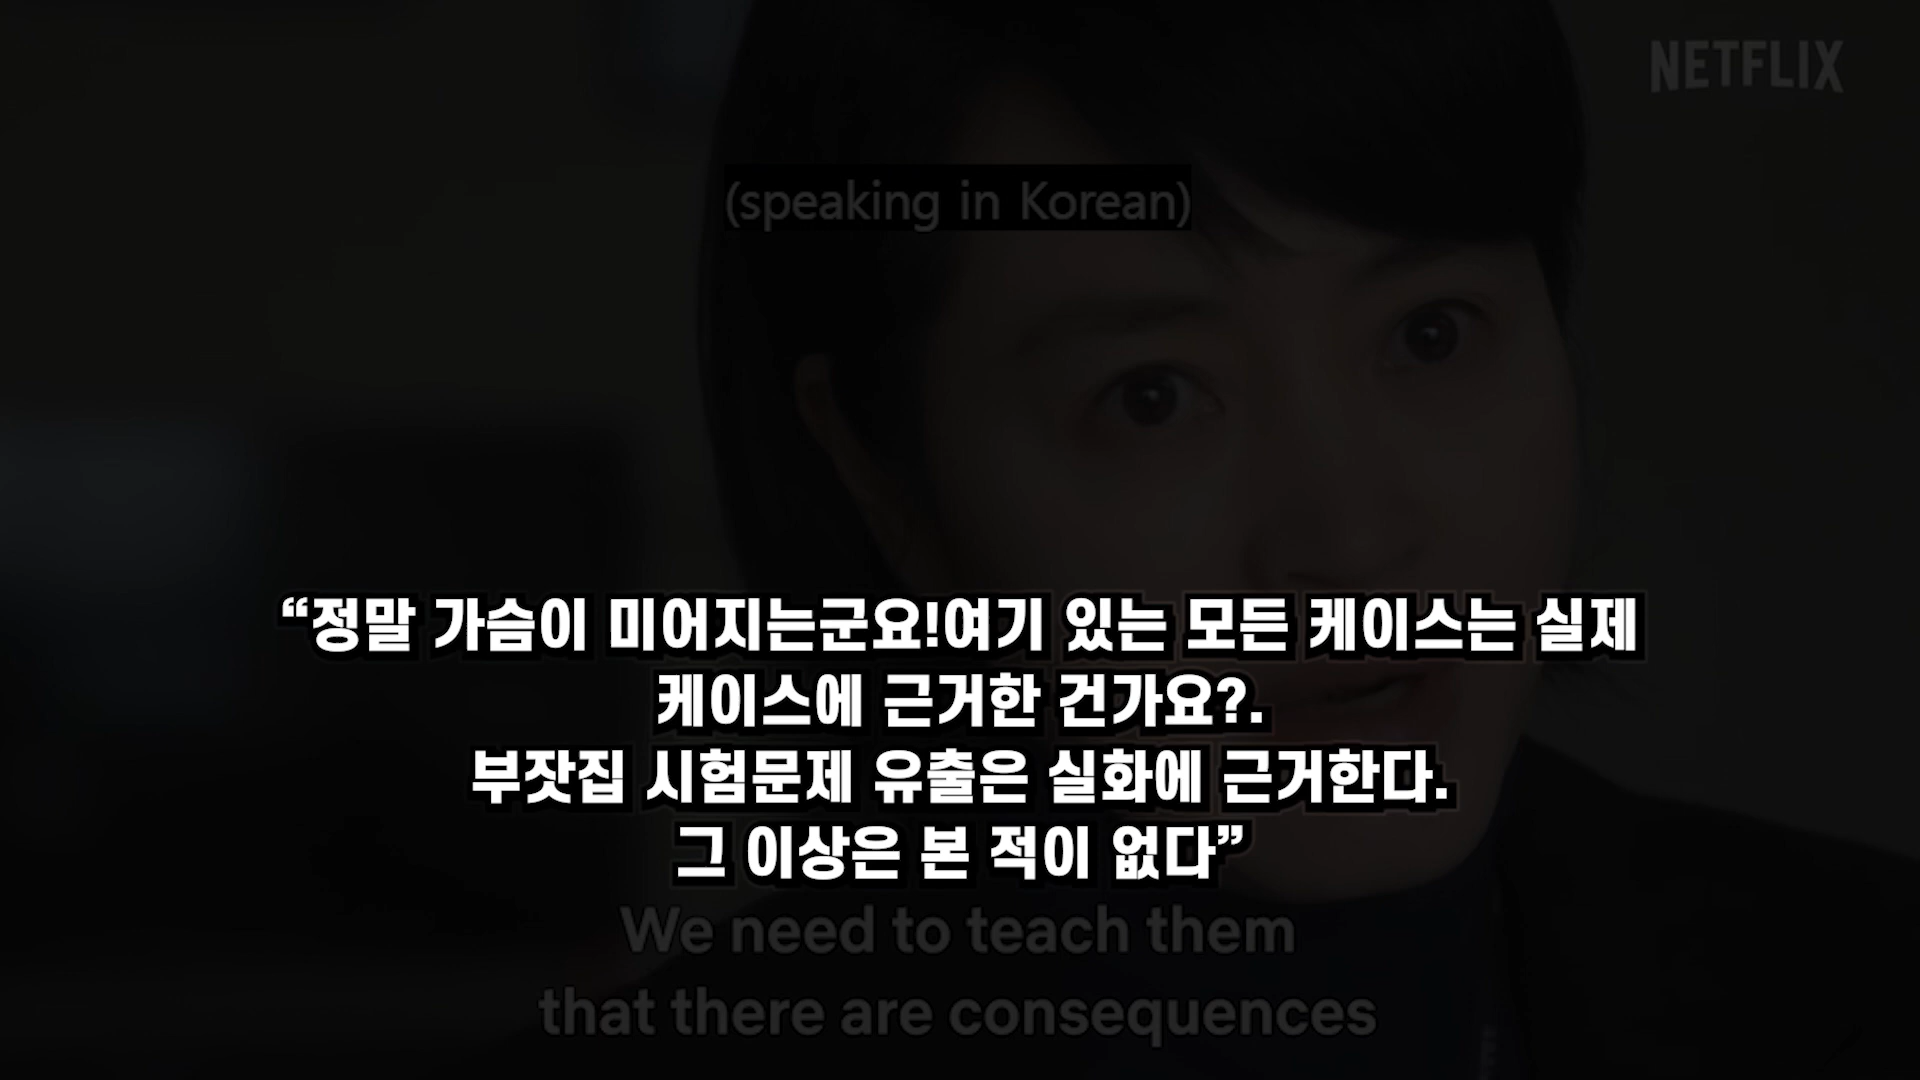 NETFLIX
(speaking in Korean)
“정말 가슴이 미어지는군요!여기 있는 모든 케이스는 실제
케이스에 근거한 건가요?.
부잣집 시험문제 유출은 실화에 근거한다.
그 이상은 본 적이 없다”
We need to teach them
that there are consequences